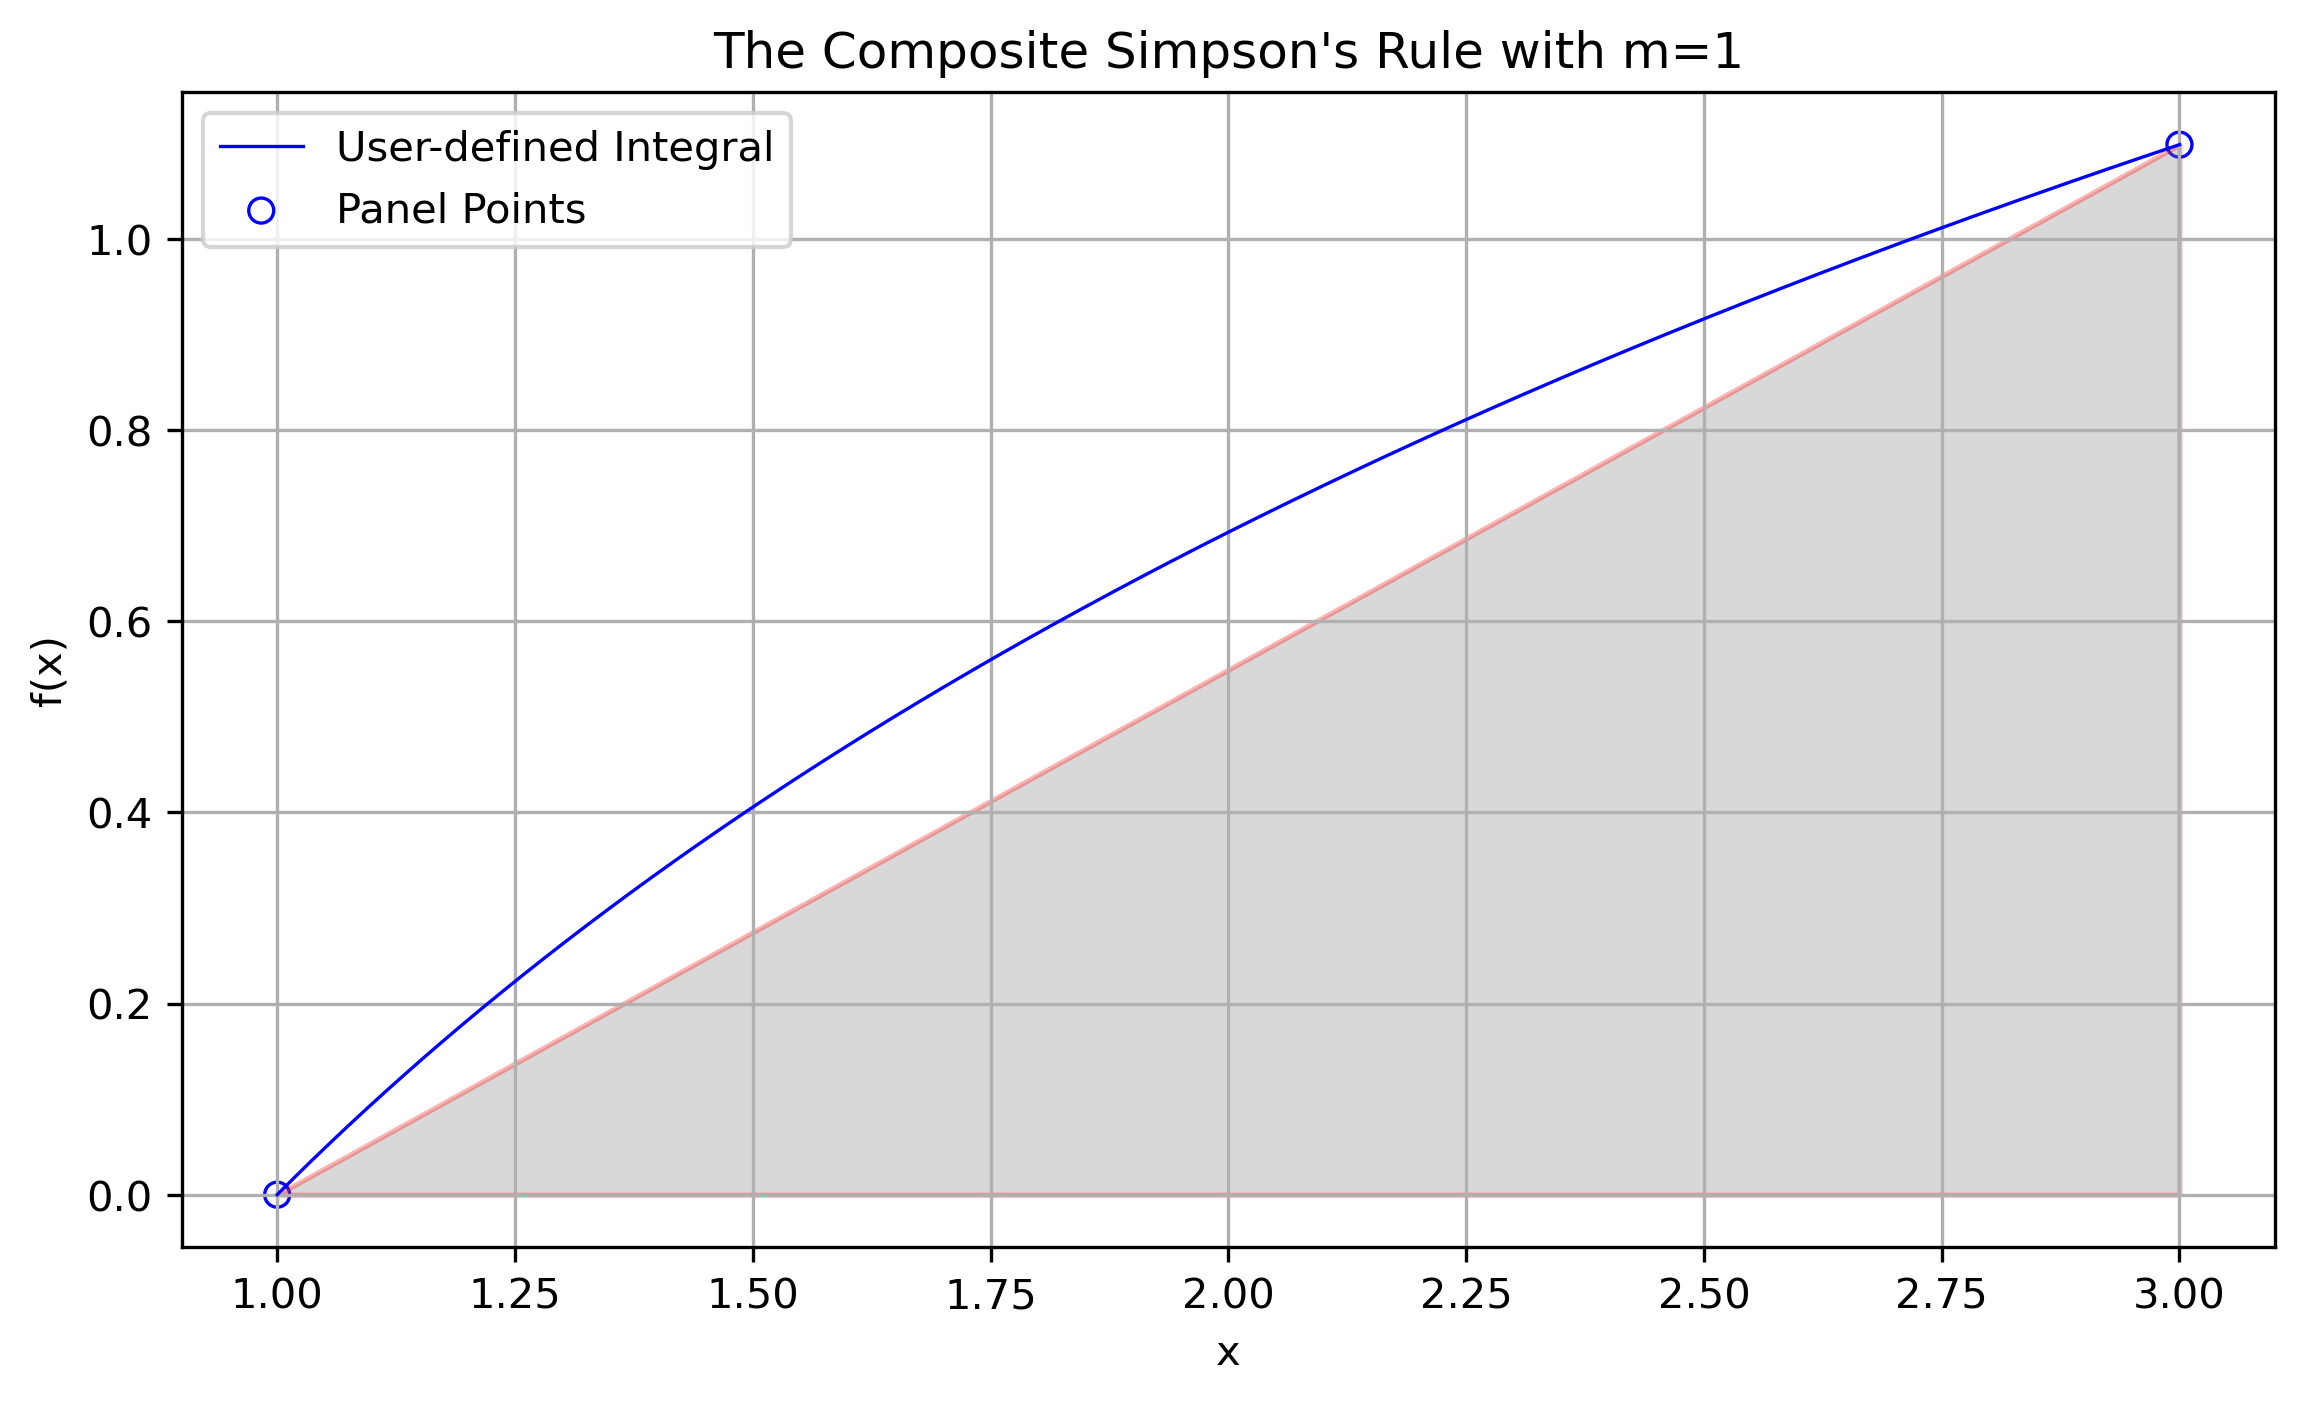 The Composite Simpson's Rule with m=1
User-defined Integral
Panel Points
1.0
0.8
0.6
0.4
0.2
0.0
f(x)
1.00 1.25 1.50 1.75 2.00 2.25 2.50 2.75 3.00
x